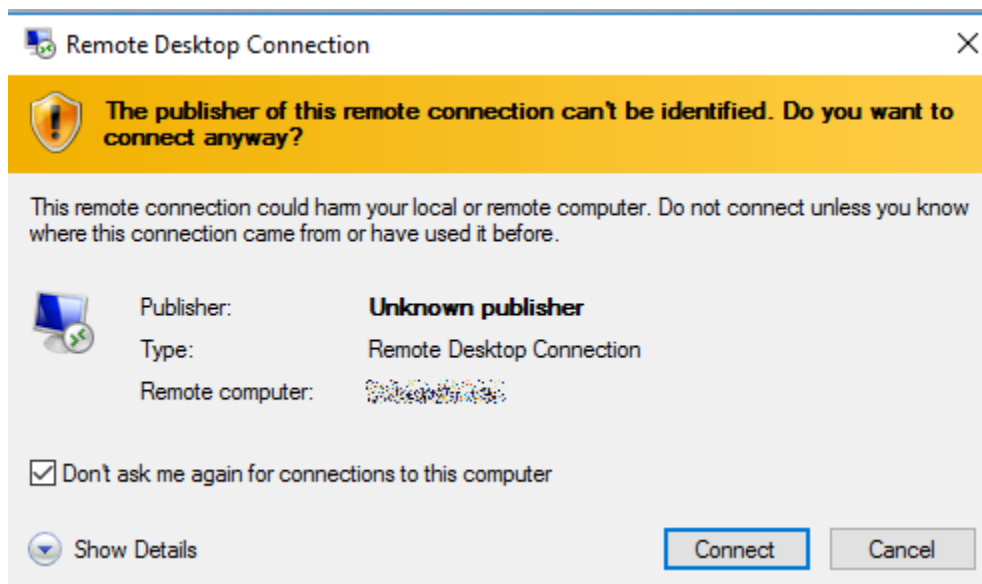 Remote Desktop Connection
The publisher of this remote connection can't be identified. Do you want to
connect anyway?
This remote connection could harm your local or remote computer. Do not connect unless you know
where this connection came from or have used it before.
Publisher: Unknown publisher
Type: Remote Desktop Connection
Remote computer:
Don't ask me again for connections to this computer
Show Details Connect Cancel